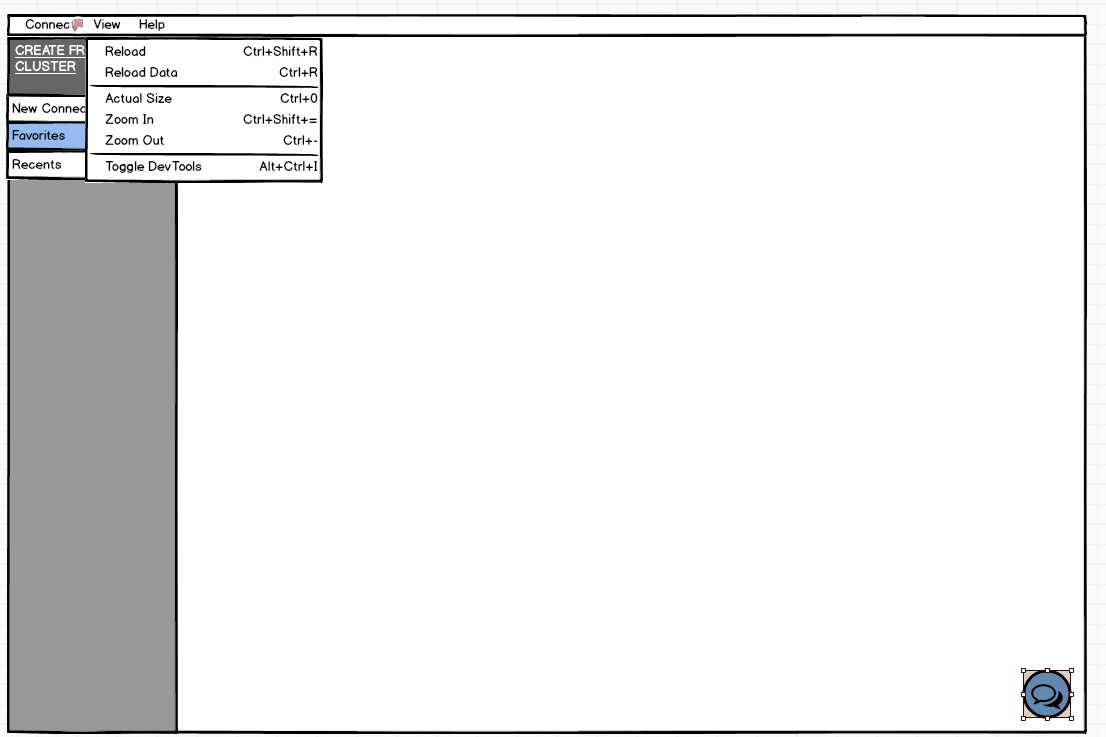 Connec View Help
CREATE FR
CLUSTER
New Connec
Favorites
Recents
Reload Ctrl+Shift+R
Reload Data Ctrl+R
Actual Size Ctrl+0
Zoom In Ctrl+Shift+=
Zoom Out Ctrl+-
Toggle DevTools Alt+Ctrl+I